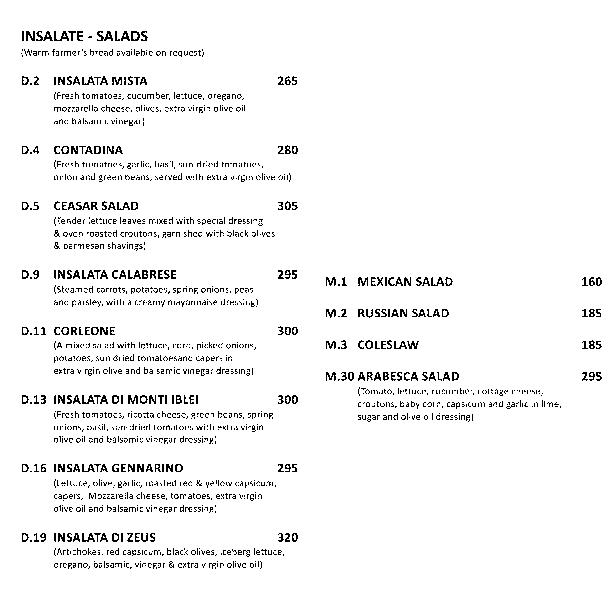 INSALATE - SALADS
(Warm farmer's bread available on request)
D.2 INSALATA MISTA 265
(Fresh tomatoes, cucumber, lettuce, oregano,
mozzarella cheese, olives, extra virgin olive oil
and balsamic vinegar)
D.4 CONTADINA 280
(Fresh tomatoes, garlic, basil, sun dried tomatoes,
onion and green beans, served with extra virgin olive oil)
D.5 CEASAR SALAD 305
(Tender lettuce leaves mixed with special dressing
& oven roasted croutons, garnished with black olives
& parmesan shavings)
D.9 INSALATA CALABRESE 295
(Steamed carrots, potatoes, spring onions, peas
and parsley, with a creamy mayonnaise dressing)
D.11 CORLEONE 300
(A mixed salad with lettuce, corn, picked onions,
potatoes, sun dried tomatoesand capers in
extra virgin olive and balsamic vinegar dressing)
D.13 INSALATA DI MONTI IBLEI 300
(Fresh tomatoes, ricotta cheese, green beans, spring
onions, basil, sun dried tomatoes with extra virgin
olive oil and balsamic vinegar dressing)
D.16 INSALATA GENNARINO 295
(Lettuce, olive, garlic, roasted red & yellow capsicum,
capers, Mozzarella cheese, tomatoes, extra virgin
olive oil and balsamic vinegar dressing)
D.19 INSALATA DI ZEUS 320
(Artichokes, red capsicum, black olives, iceberg lettuce,
oregano, balsamic, vinegar & extra virgin olive oil)
M.1 MEXICAN SALAD 160
M.2 RUSSIAN SALAD 185
M.3 COLESLAW 185
M.30 ARABESCA SALAD 295
(Tomato, lettuce, cucumber, cottage cheese,
croutons, baby corn, capsicum and garlic in lime,
sugar and olive oil dressing)